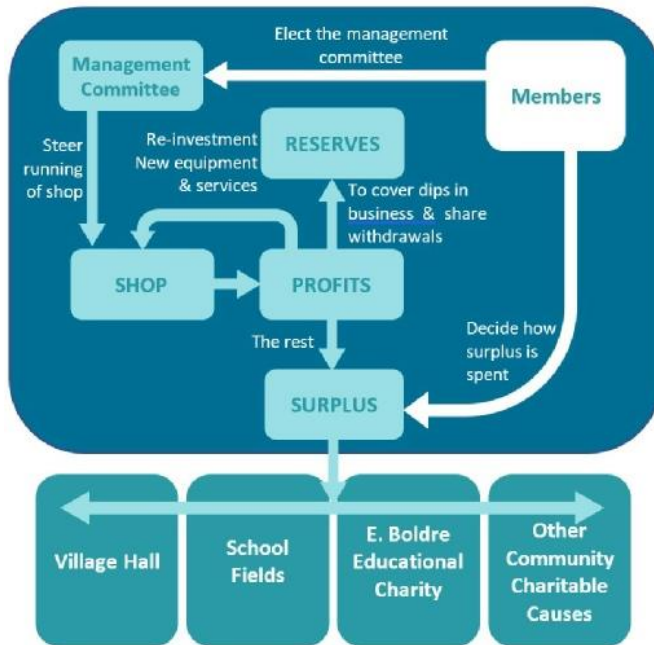 Elect the management
committee
Management
Committee
Members
Steer
running
of shop
Re-investment
New equipment
& services
RESERVES
To cover dips in
business & share
withdrawals
SHOP
PROFITS
The rest
Decide how
surplus is
spent
SURPLUS
Village Hall
School
Fields
E. Boldre
Educational
Charity
Other
Community
Charitable
Causes